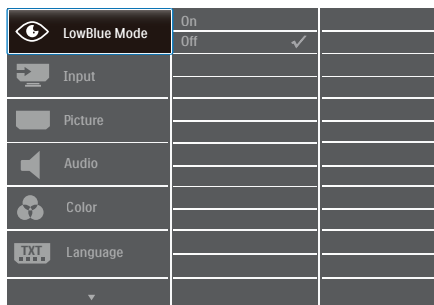 LowBlue Mode
On
Off
Input
Picture
Audio
Color
TXT
Language